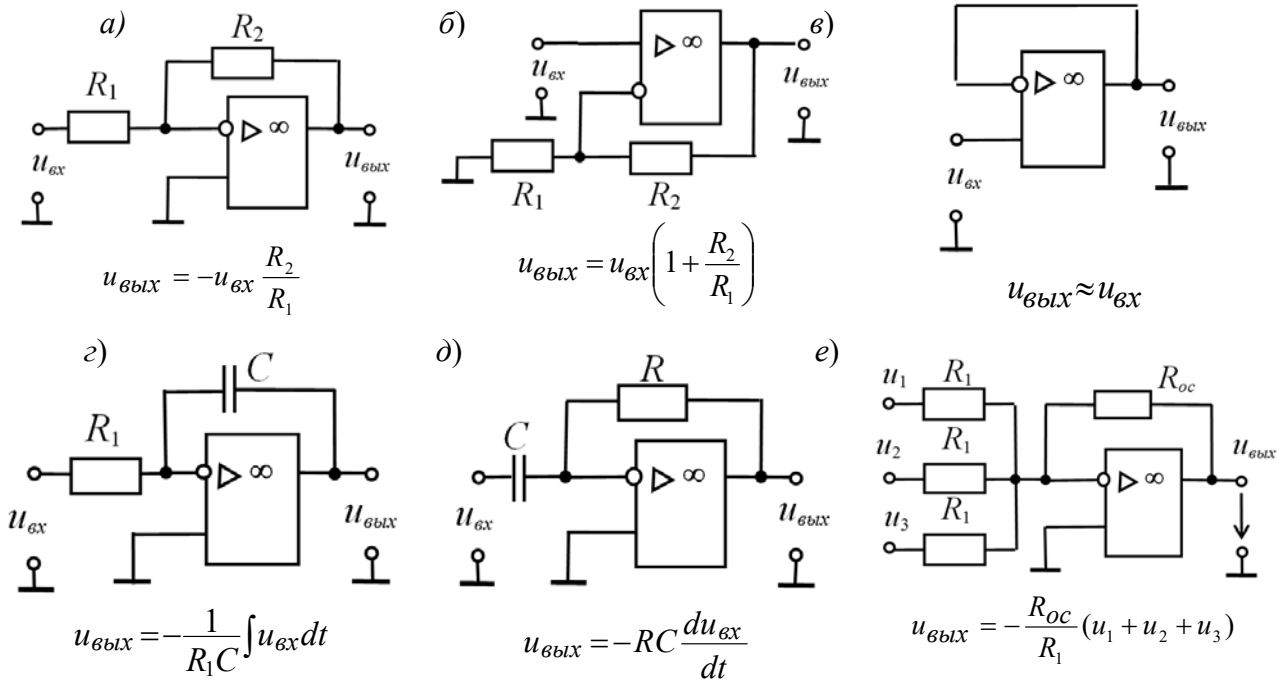 а)
R₂
R₁
▷ ∞
uвх
uвых
uвых = −uвх R₂/R₁
б)
▷ ∞
uвх
uвых
R₁
R₂
uвых = uвх(1 + R₂/R₁)
в)
▷ ∞
uвых
uвх
uвых≈uвх
г)
C
R₁
▷ ∞
uвх
uвых
uвых = −1/(R₁C) ∫uвхdt
д)
R
C
▷ ∞
uвх
uвых
uвых = −RC duвх/dt
е)
u₁
R₁
Rос
u₂
R₁
▷ ∞
uвых
u₃
R₁
uвых = −Rос/R₁ (u₁ + u₂ + u₃)